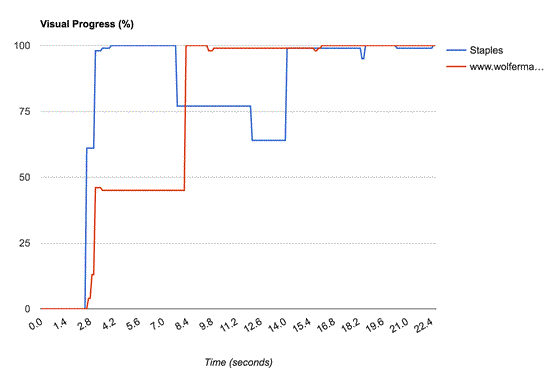 Visual Progress (%)
100
75
50
25
0
Staples
www.wolferma...
0.0 1.4 2.8 4.2 5.6 7.0 8.4 9.8 11.2 12.6 14.0 15.4 16.8 18.2 19.6 21.0 22.4
Time (seconds)